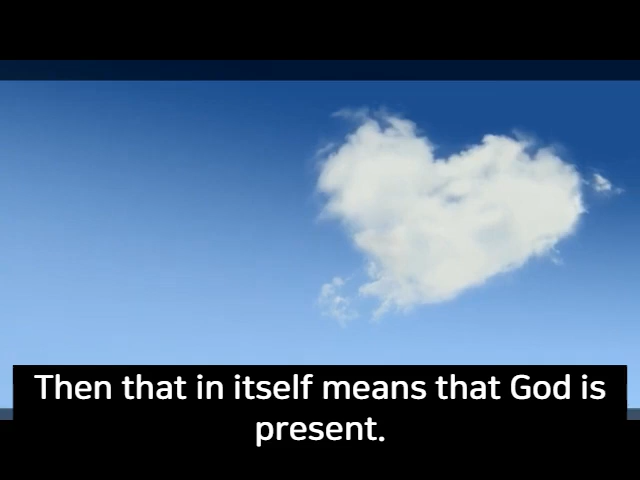 Then that in itself means that God is
present.